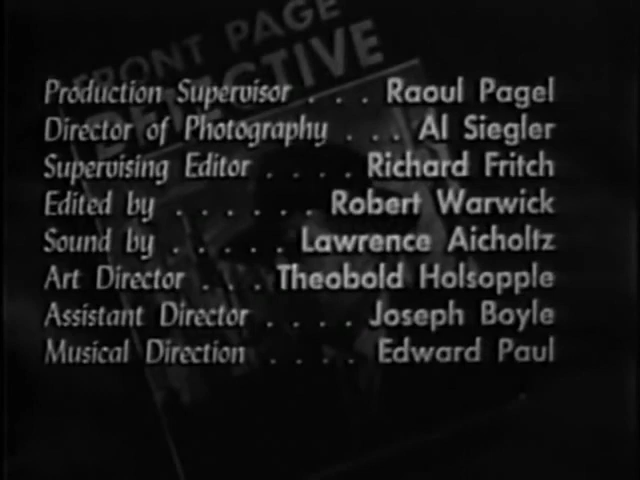 FRONT PAGE
DETECTIVE
Production Supervisor . . . Raoul Pagel
Director of Photography . . . Al Siegler
Supervising Editor . . . . Richard Fritch
Edited by . . . . . . Robert Warwick
Sound by . . . . . Lawrence Aicholtz
Art Director . . . Theobold Holsopple
Assistant Director . . . . Joseph Boyle
Musical Direction . . . . Edward Paul